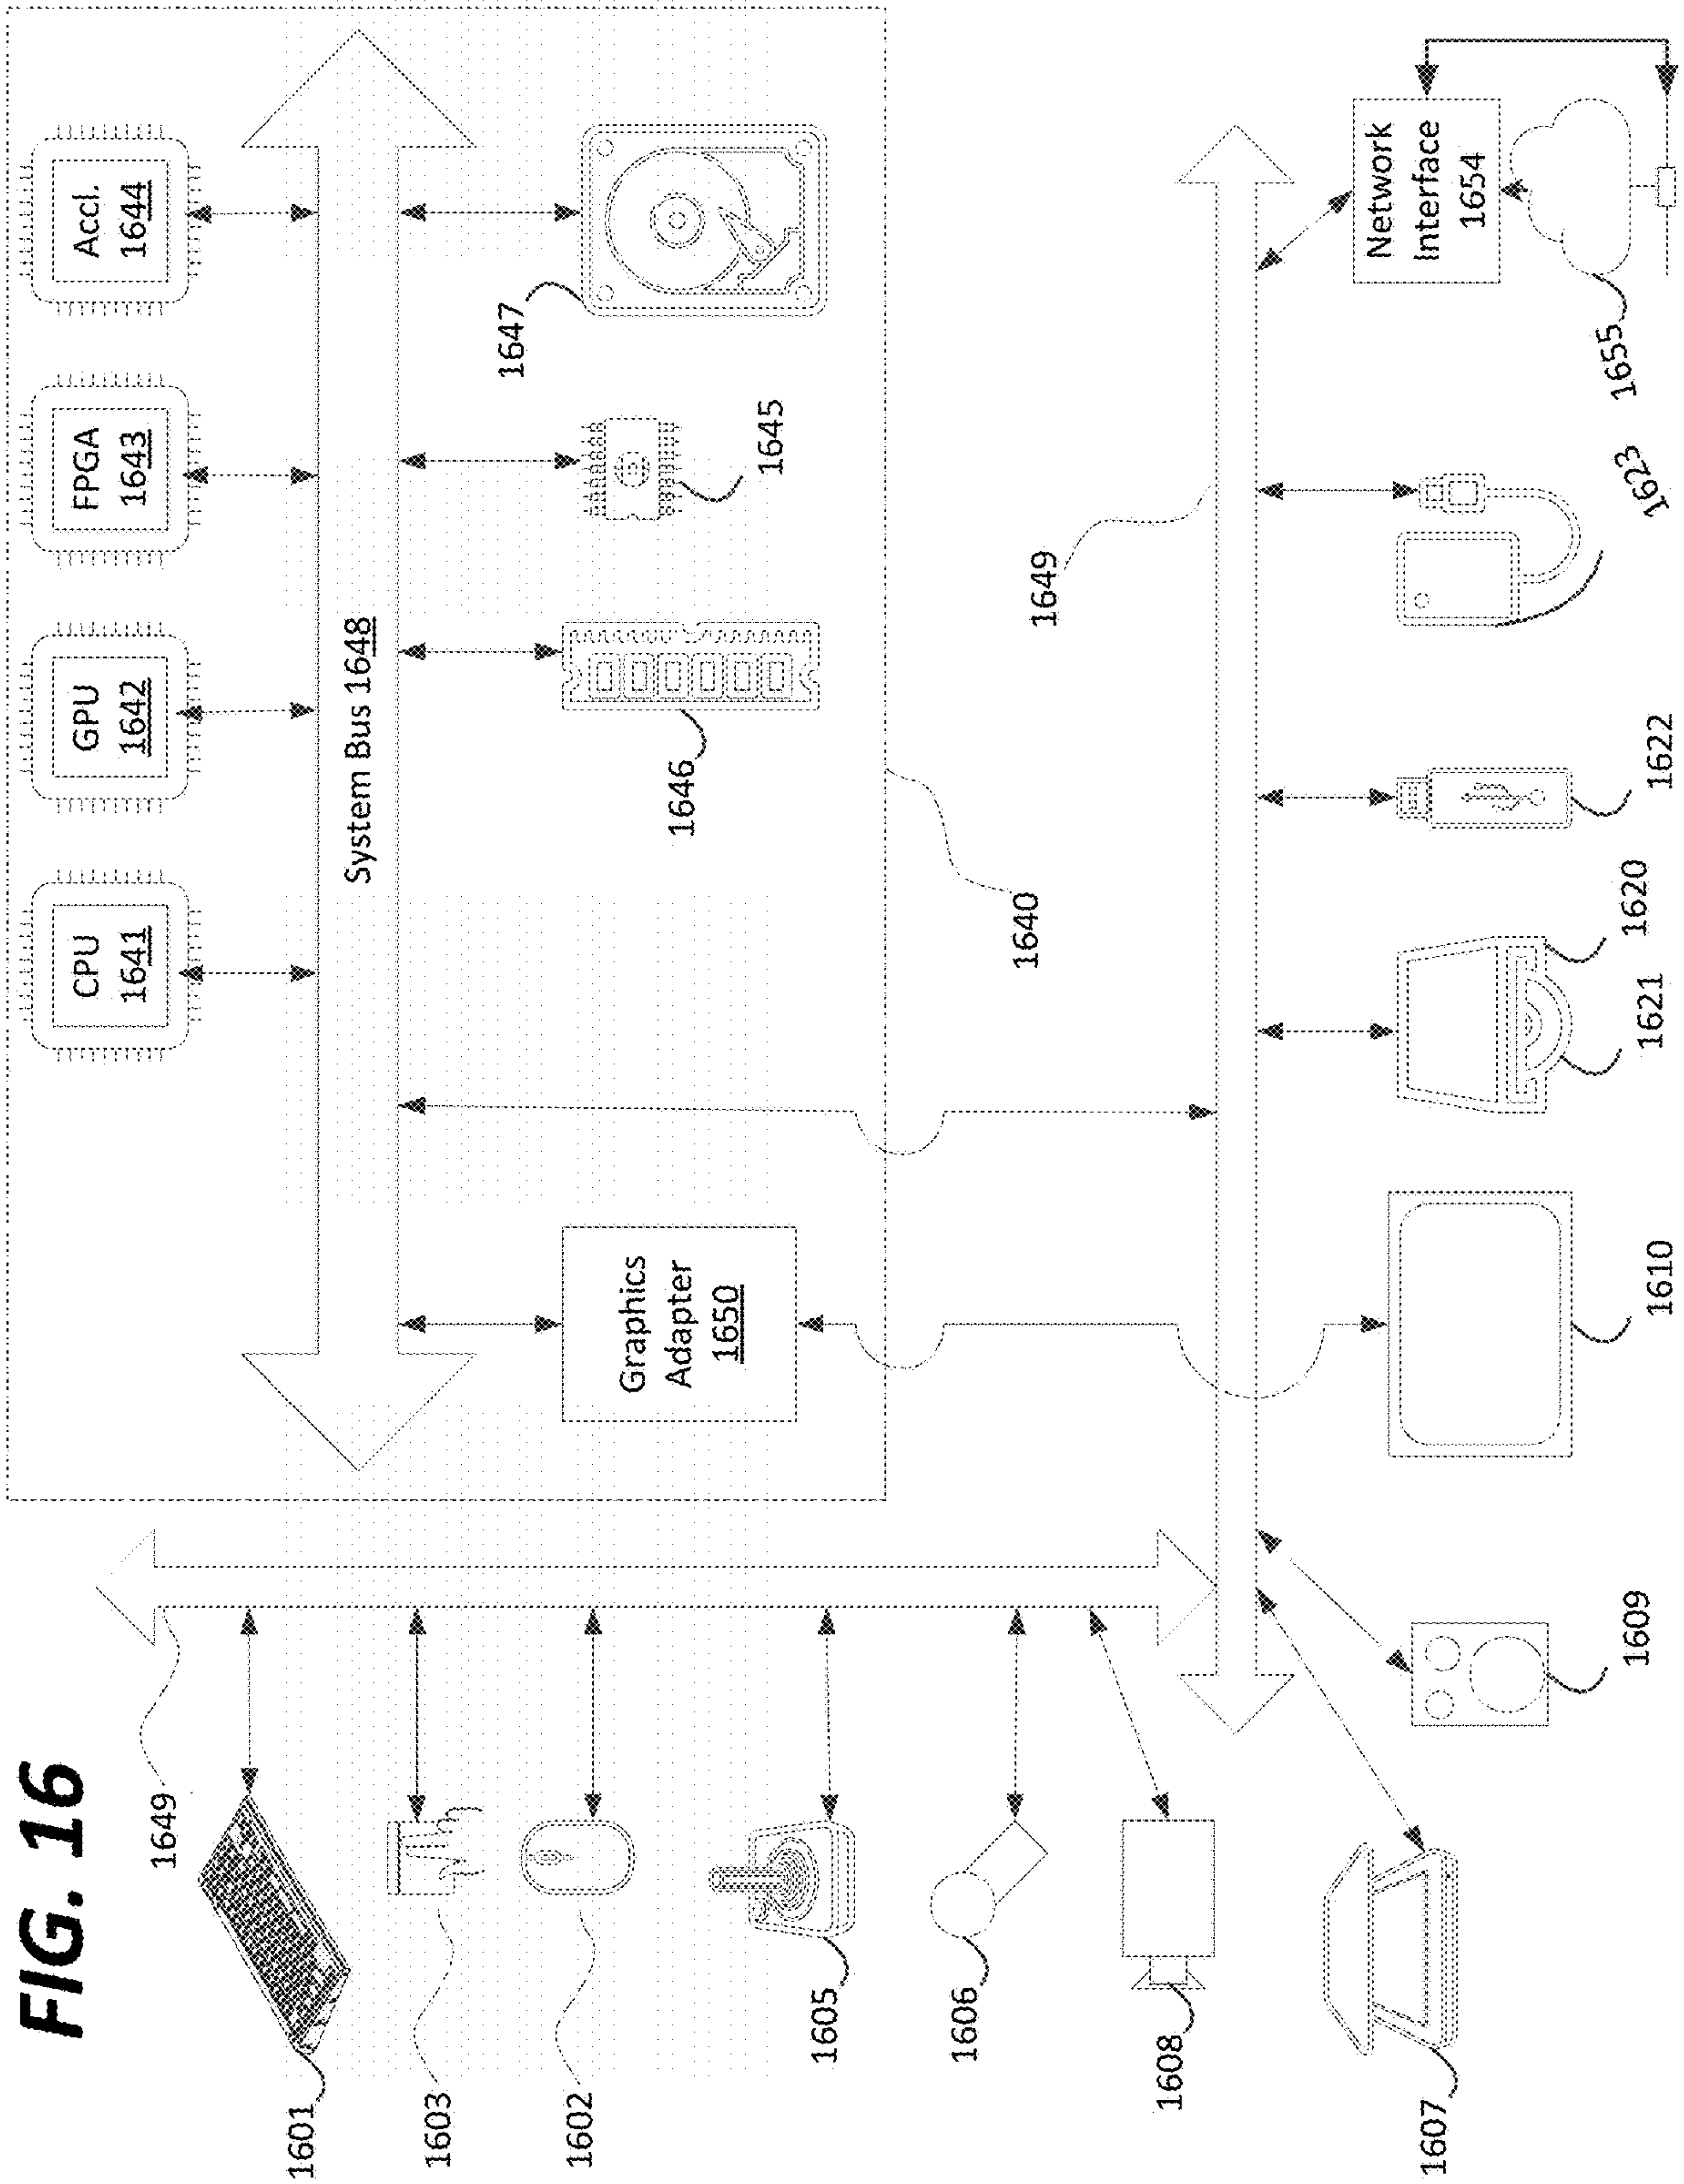 FIG. 16
1649
1601
1603
1602
1605
1606
1608
1607
CPU
1641
GPU
1642
FPGA
1643
Accl.
1644
System Bus 1648
Graphics
Adapter
1650
1646
1645
1647
1640
1649
1609
1610
1621
1620
1622
1623
Network
Interface
1654
1655